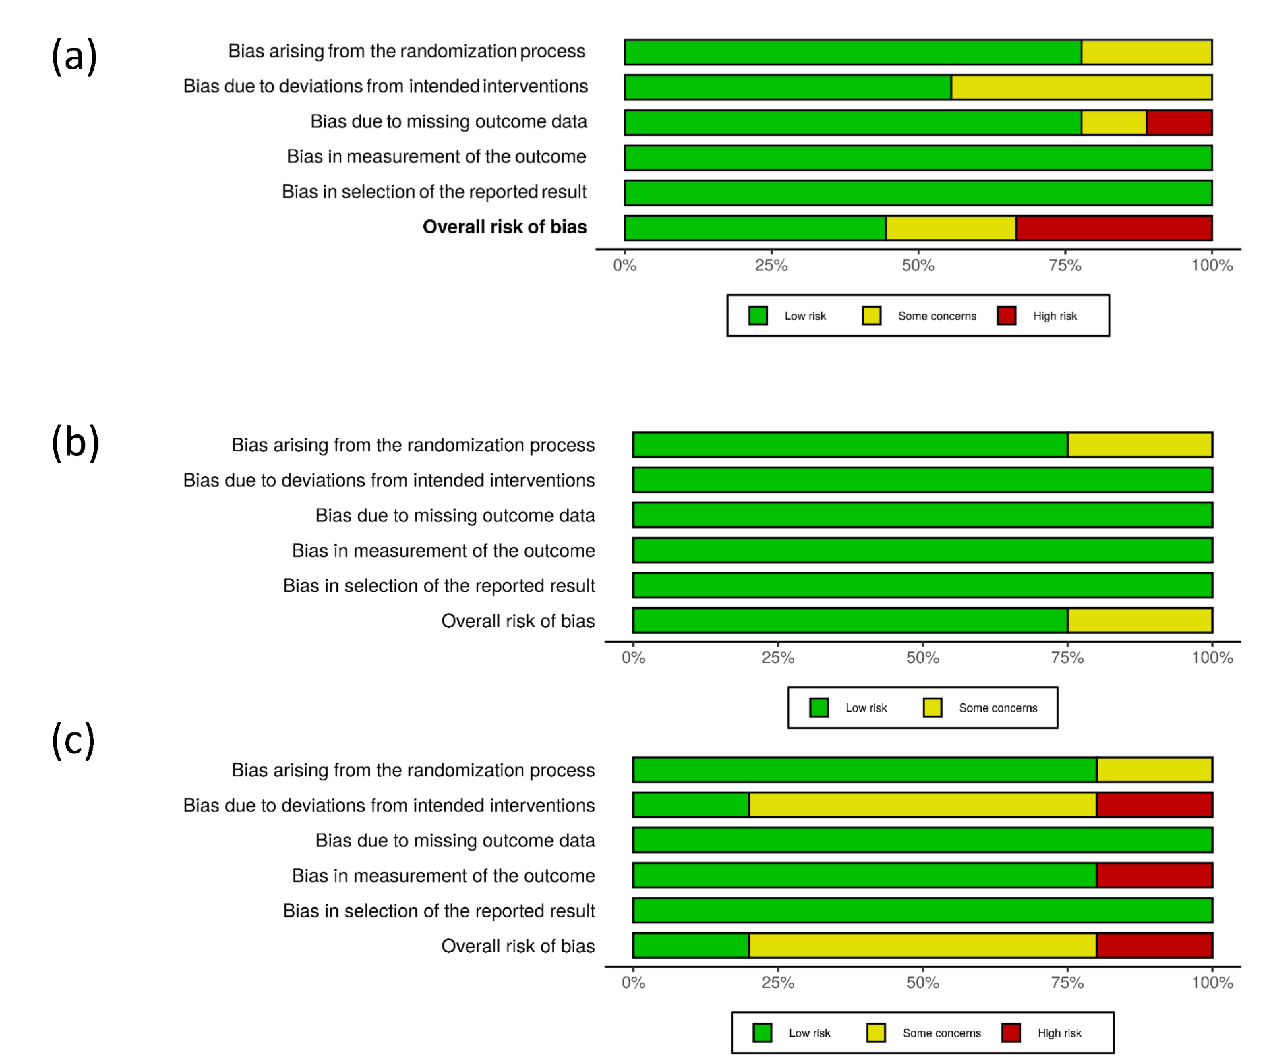 (a)
Bias arising from the randomization process
Bias due to deviations from intended interventions
Bias due to missing outcome data
Bias in measurement of the outcome
Bias in selection of the reported result
Overall risk of bias
0% 25% 50% 75% 100%
Low risk Some concerns High risk
(b)
Bias arising from the randomization process
Bias due to deviations from intended interventions
Bias due to missing outcome data
Bias in measurement of the outcome
Bias in selection of the reported result
Overall risk of bias
0% 25% 50% 75% 100%
Low risk Some concerns
(c)
Bias arising from the randomization process
Bias due to deviations from intended interventions
Bias due to missing outcome data
Bias in measurement of the outcome
Bias in selection of the reported result
Overall risk of bias
0% 25% 50% 75% 100%
Low risk Some concerns High risk